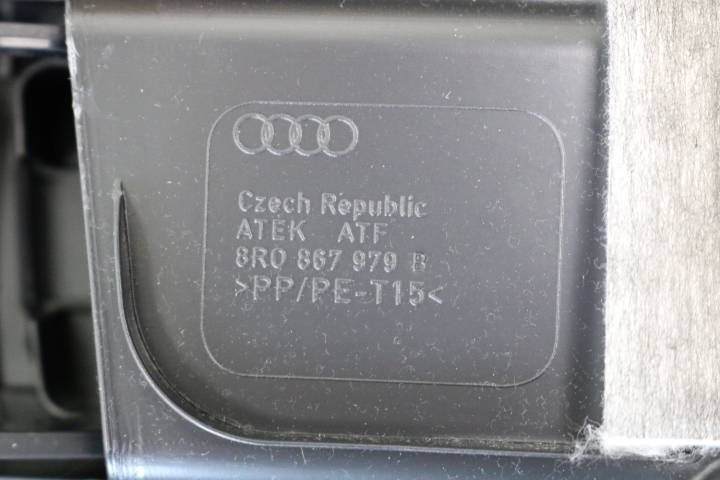 Czech Republic
ATEK ATF
8R0 867 979 B
>PP/PE-T15<